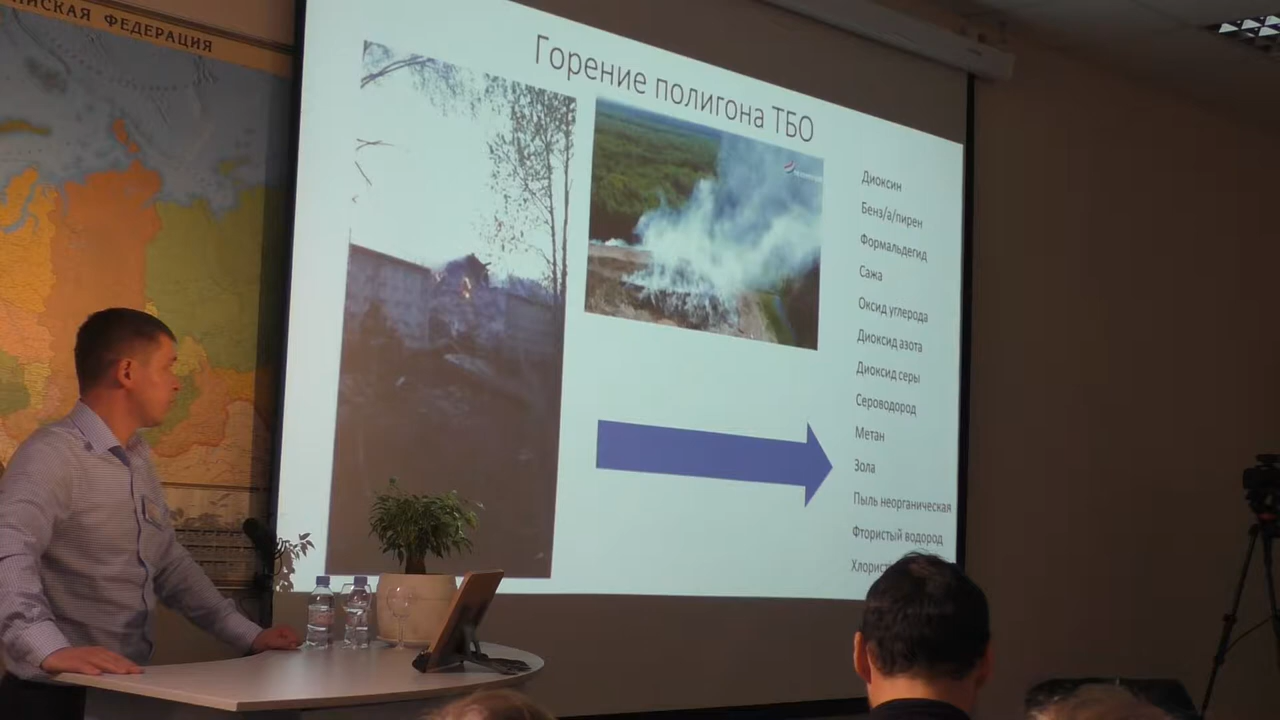 ЙСКАЯ ФЕДЕРАЦИЯ
Горение полигона ТБО
Диоксин
Бенз/а/пирен
Формальдегид
Сажа
Оксид углерода
Диоксид азота
Диоксид серы
Сероводород
Метан
Зола
Пыль неорганическая
Фтористый водород